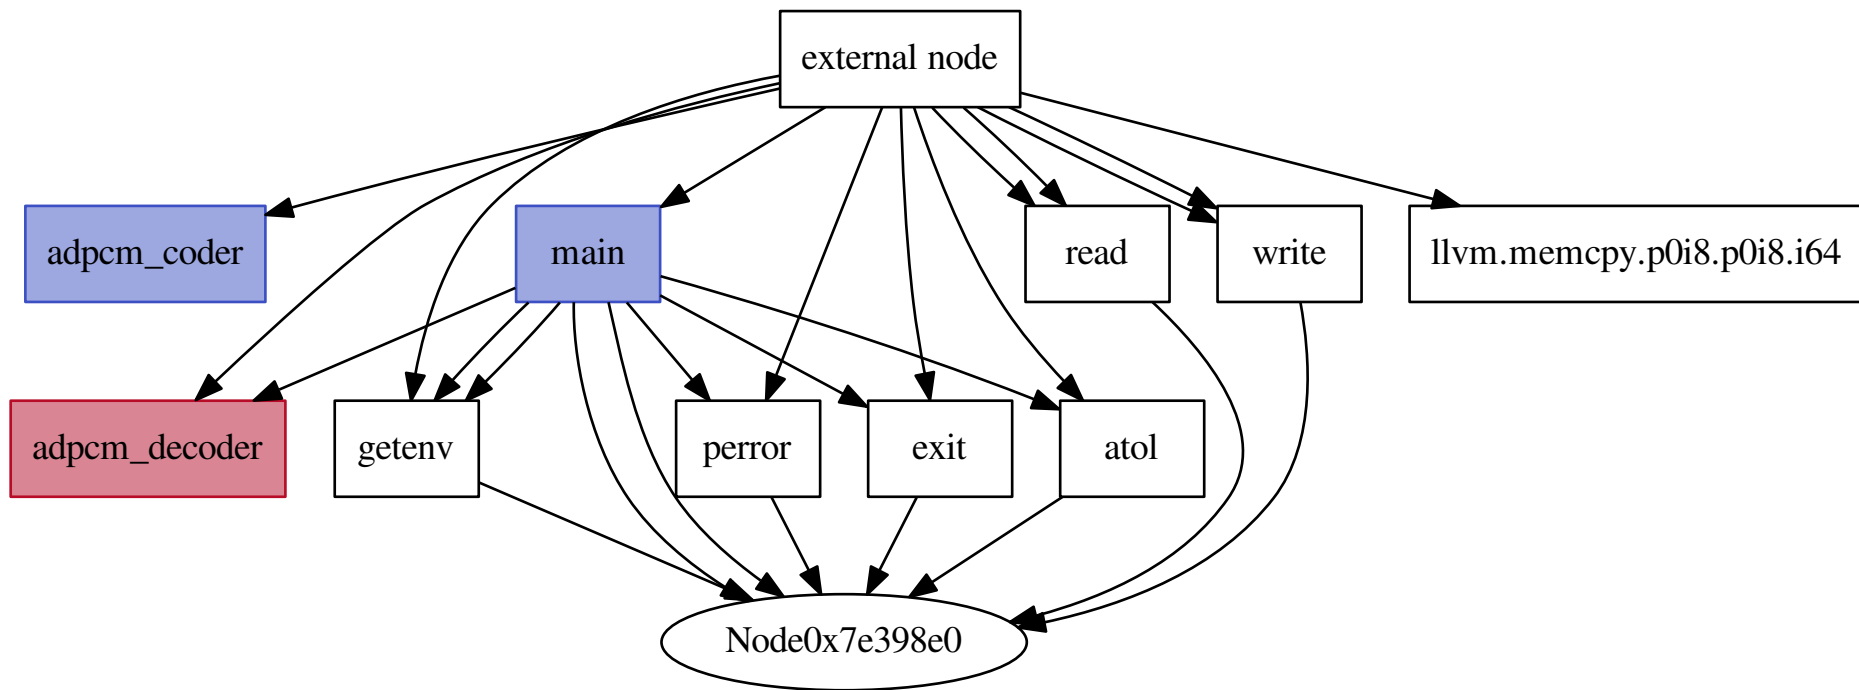 external node
adpcm_coder
main
read
write
llvm.memcpy.p0i8.p0i8.i64
adpcm_decoder
getenv
perror
exit
atol
Node0x7e398e0